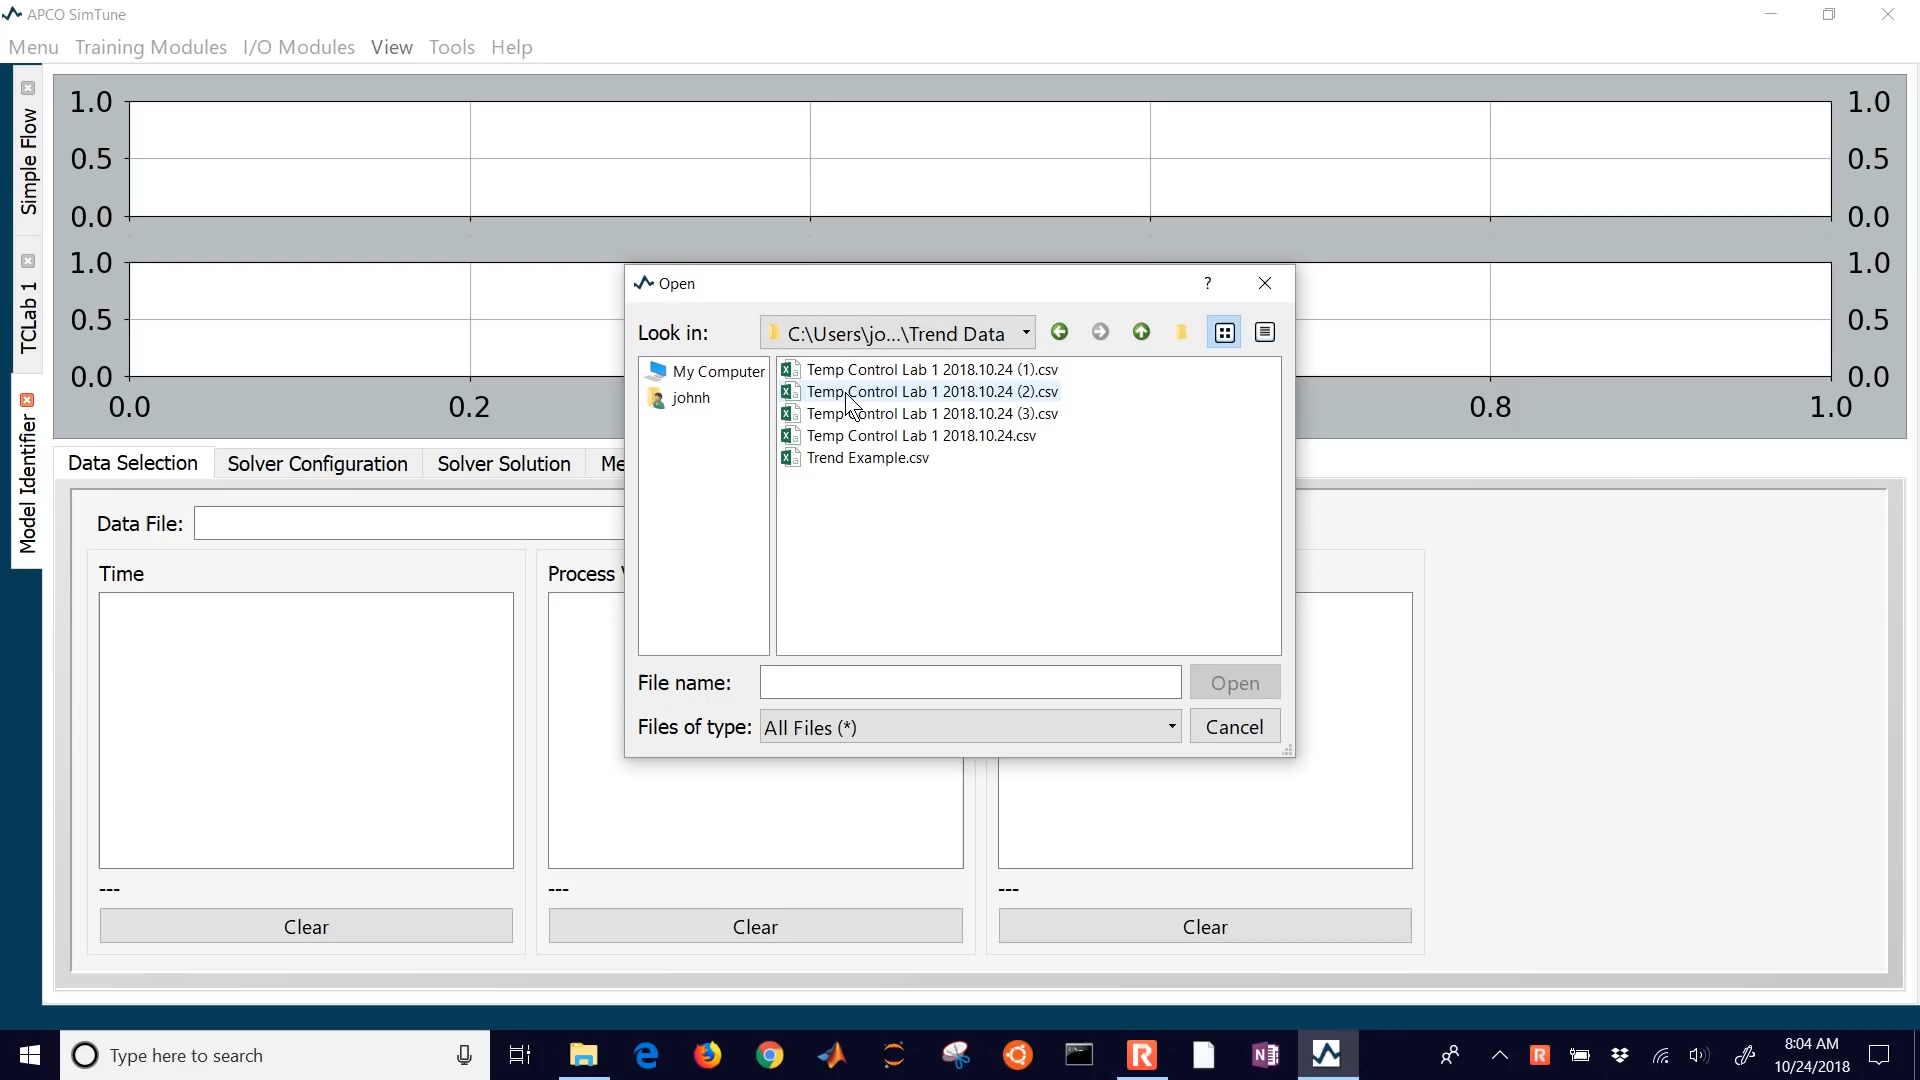 APCO SimTune
Menu Training Modules I/O Modules View Tools Help
Simple Flow
TCLab 1
Model Identifier
1.0
0.5
0.0
1.0
0.5
0.0
1.0
0.5
0.0
1.0
0.5
0.0
0.0 0.2 0.8 1.0
Data Selection Solver Configuration Solver Solution Me
Data File:
Time
Process V
---
---
---
Clear
Clear
Clear
Open
?
Look in:
C:\Users\jo...\Trend Data
My Computer
johnh
Temp Control Lab 1 2018.10.24 (1).csv
Temp Control Lab 1 2018.10.24 (2).csv
Temp Control Lab 1 2018.10.24 (3).csv
Temp Control Lab 1 2018.10.24.csv
Trend Example.csv
File name:
Open
Files of type: All Files (*)
Cancel
Type here to search
8:04 AM
10/24/2018